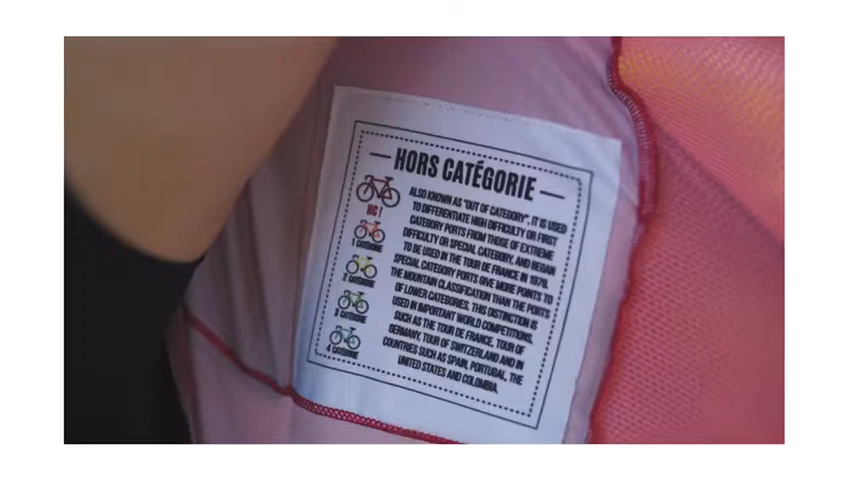 HORS CATÉGORIE
HC !
1 CATÉGORIE
2 CATÉGORIE
3 CATÉGORIE
4 CATÉGORIE
ALSO KNOWN AS "OUT OF CATEGORY", IT IS USED
TO DIFFERENTIATE HIGH DIFFICULTY OR FIRST
CATEGORY PORTS FROM THOSE OF EXTREME
DIFFICULTY OR SPECIAL CATEGORY, AND BEGAN
TO BE USED IN THE TOUR DE FRANCE IN 1979.
SPECIAL CATEGORY PORTS GIVE MORE POINTS TO
THE MOUNTAIN CLASSIFICATION THAN THE PORTS
OF LOWER CATEGORIES. THIS DISTINCTION IS
USED IN IMPORTANT WORLD COMPETITIONS,
SUCH AS THE TOUR DE FRANCE, TOUR OF
GERMANY, TOUR OF SWITZERLAND AND IN
COUNTRIES SUCH AS SPAIN, PORTUGAL, THE
UNITED STATES AND COLOMBIA.